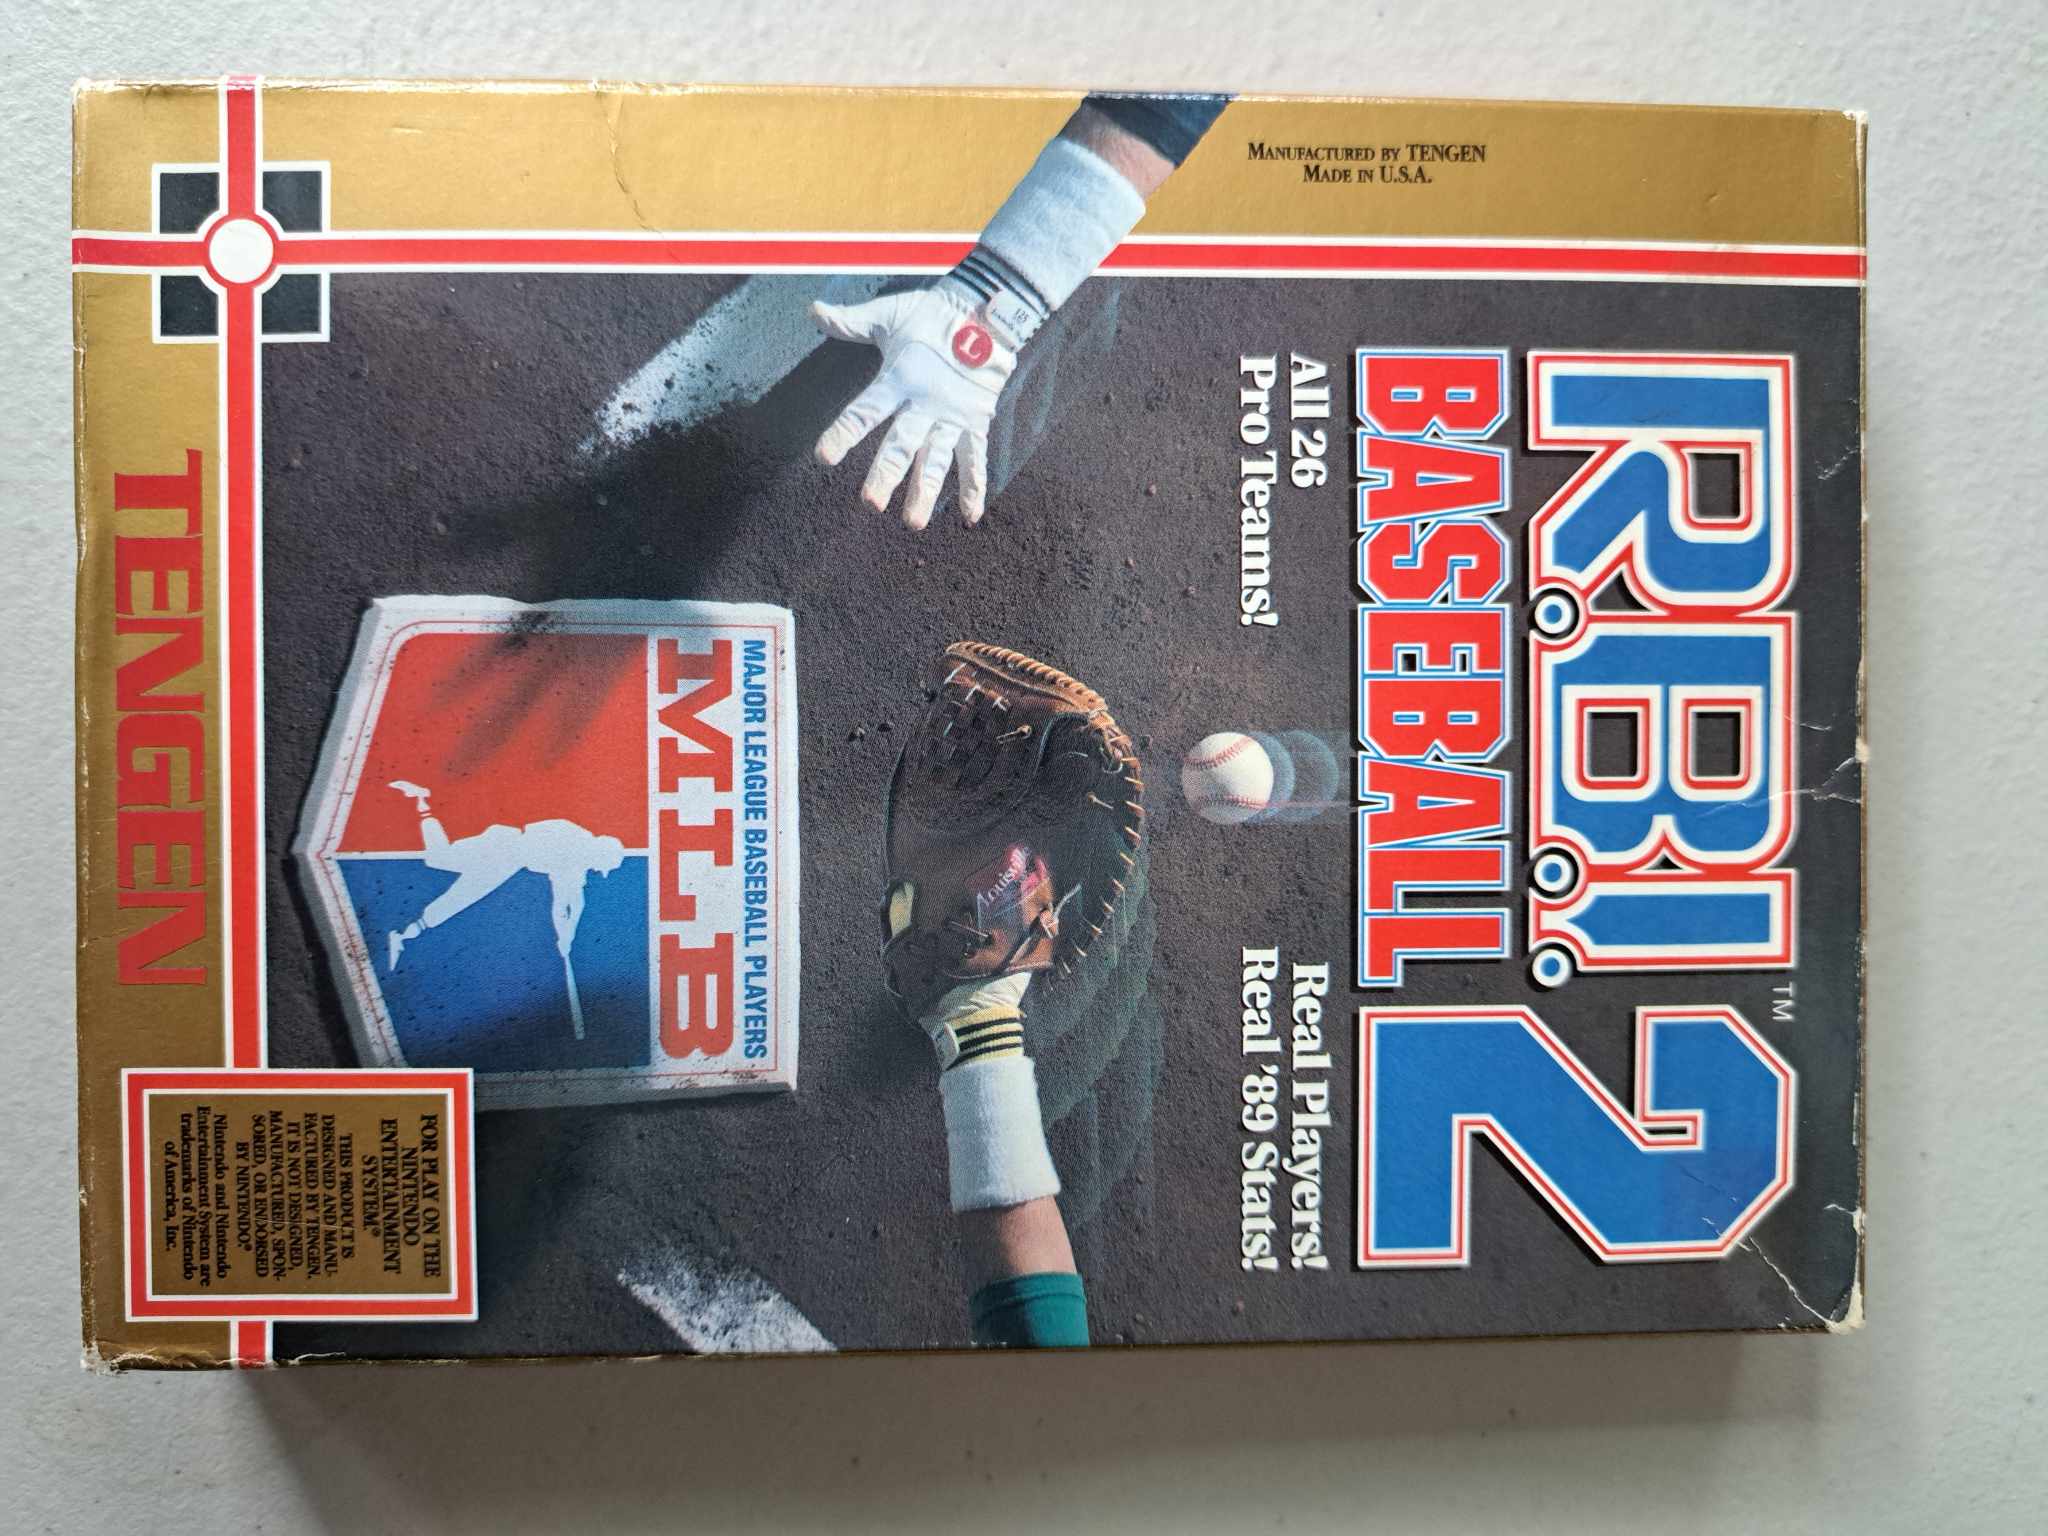 R.B.I. 2™
BASEBALL
All 26
Pro Teams!
Real Players!
Real '89 Stats!
MANUFACTURED BY TENGEN
MADE IN U.S.A.
L
125
Louisville
MAJOR LEAGUE BASEBALL PLAYERS
MLB
TENGEN
FOR PLAY ON THE
NINTENDO
ENTERTAINMENT
SYSTEM®
THIS PRODUCT IS
DESIGNED AND MANU-
FACTURED BY TENGEN.
IT IS NOT DESIGNED,
MANUFACTURED, SPON-
SORED, OR ENDORSED
BY NINTENDO.®
Nintendo and Nintendo
Entertainment System are
trademarks of Nintendo
of America, Inc.